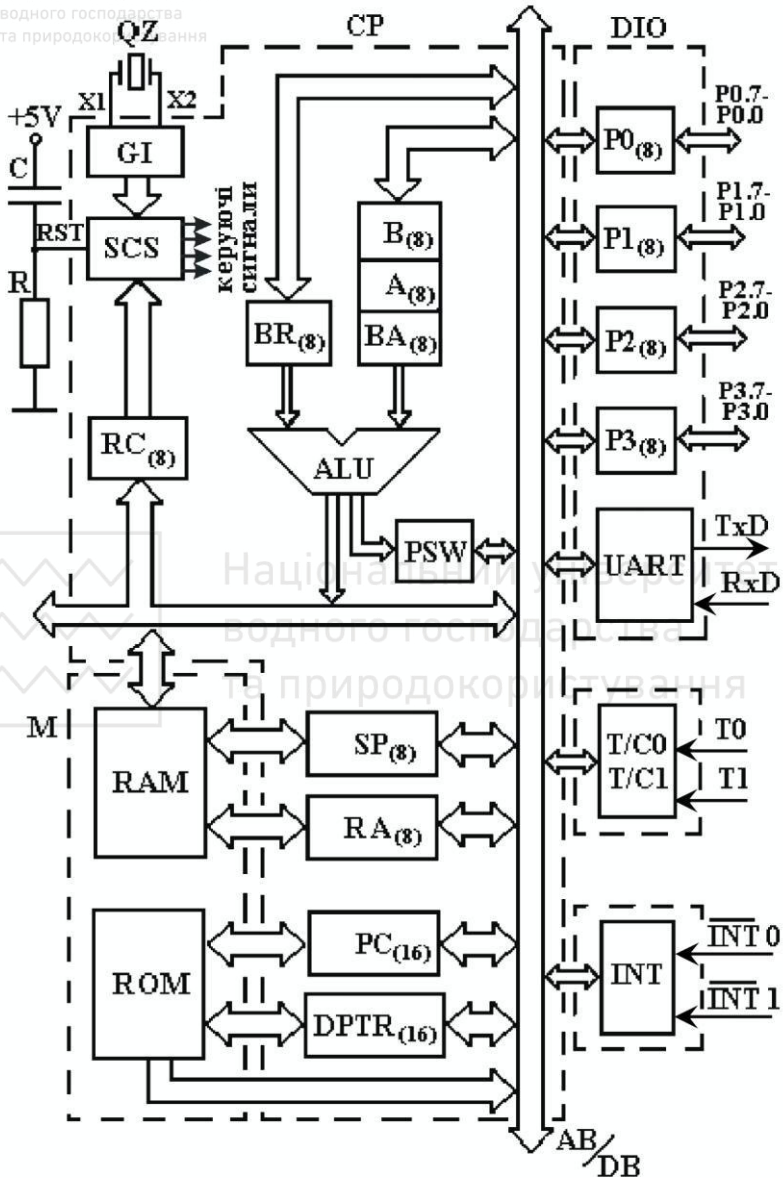 водного господарства
та природокористування
QZ
CP
DIO
X1
X2
+5V
GI
C
RST
SCS
керуючі
сигнали
R
RC(8)
BR(8)
B(8)
A(8)
BA(8)
ALU
PSW
P0(8)
P0.7-
P0.0
P1(8)
P1.7-
P1.0
P2(8)
P2.7-
P2.0
P3(8)
P3.7-
P3.0
UART
TxD
RxD
Національний університет
водного господарства
та природокористування
M
RAM
SP(8)
RA(8)
T/C0
T/C1
T0
T1
ROM
PC(16)
DPTR(16)
INT
INT 0
INT 1
AB/DB